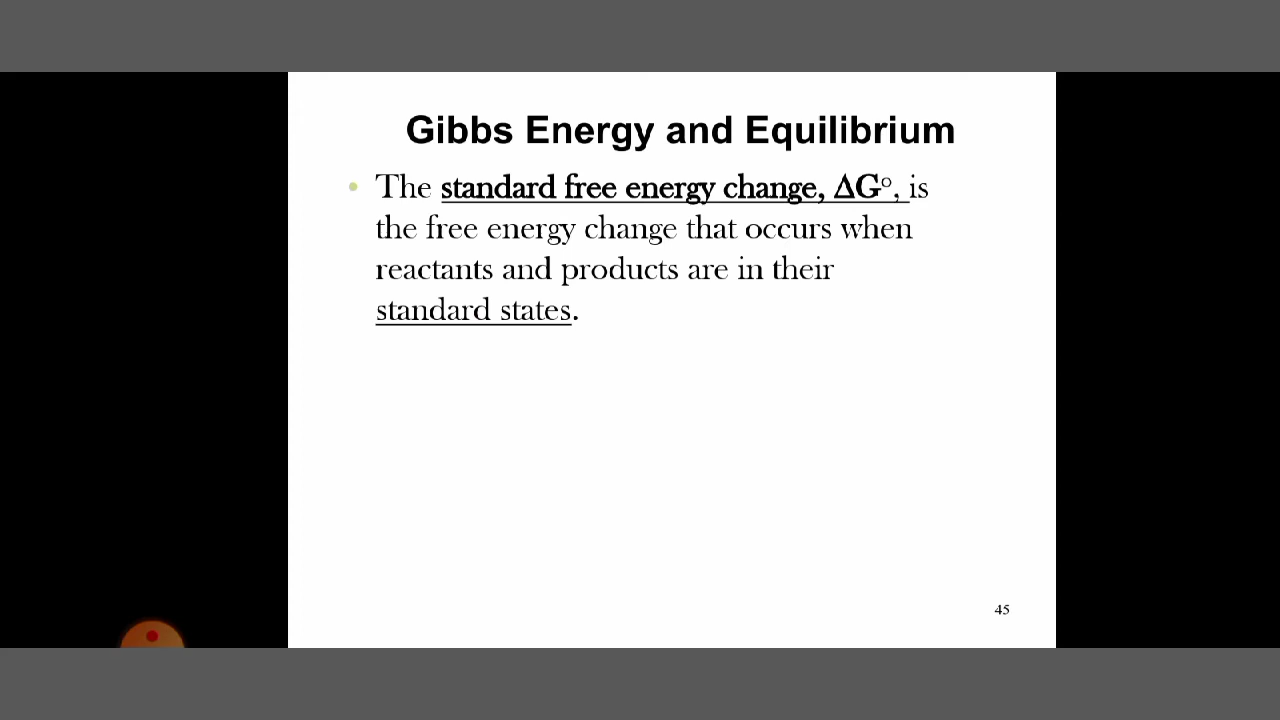 Gibbs Energy and Equilibrium
• The standard free energy change, ΔG°, is
the free energy change that occurs when
reactants and products are in their
standard states.
45